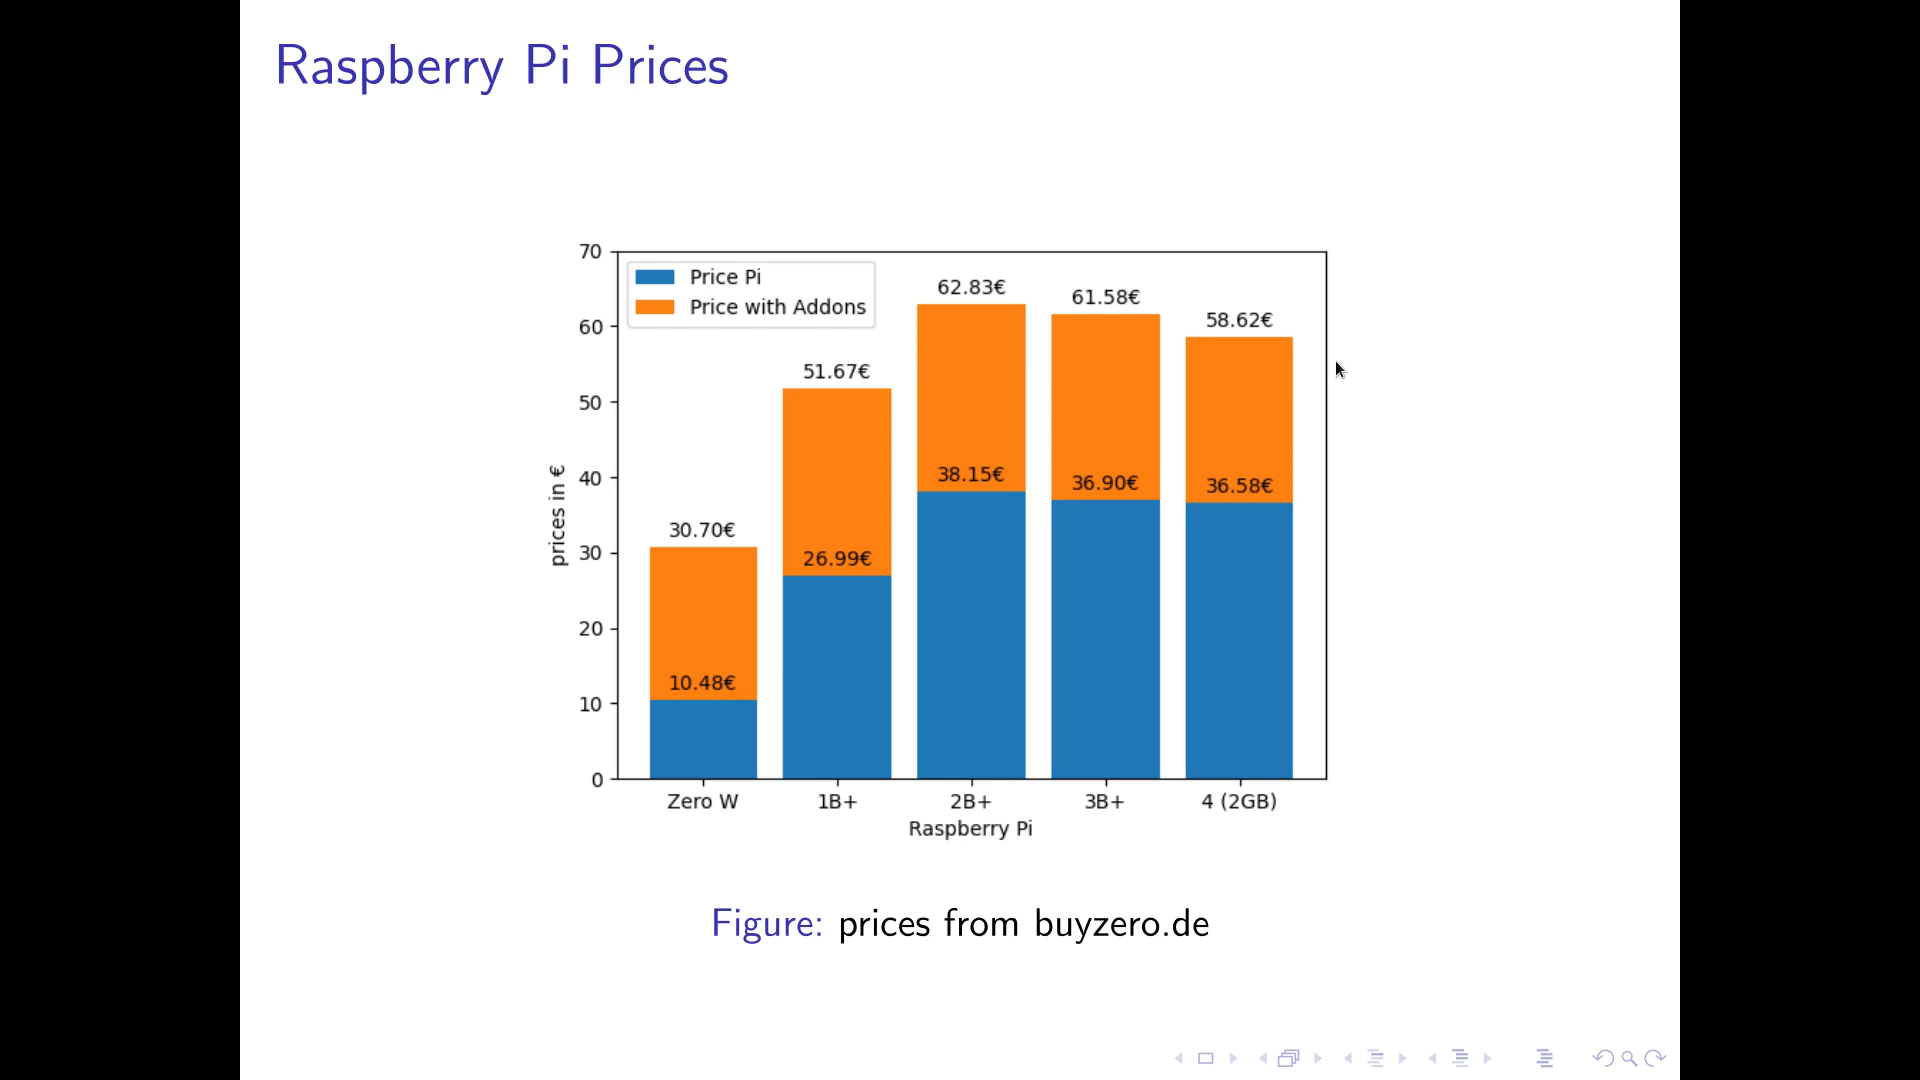 Raspberry Pi Prices
70
60
50
40
30
20
10
0
prices in €
Price Pi
Price with Addons
30.70€
10.48€
51.67€
26.99€
62.83€
38.15€
61.58€
36.90€
58.62€
36.58€
Zero W
1B+
2B+
3B+
4 (2GB)
Raspberry Pi
Figure: prices from buyzero.de